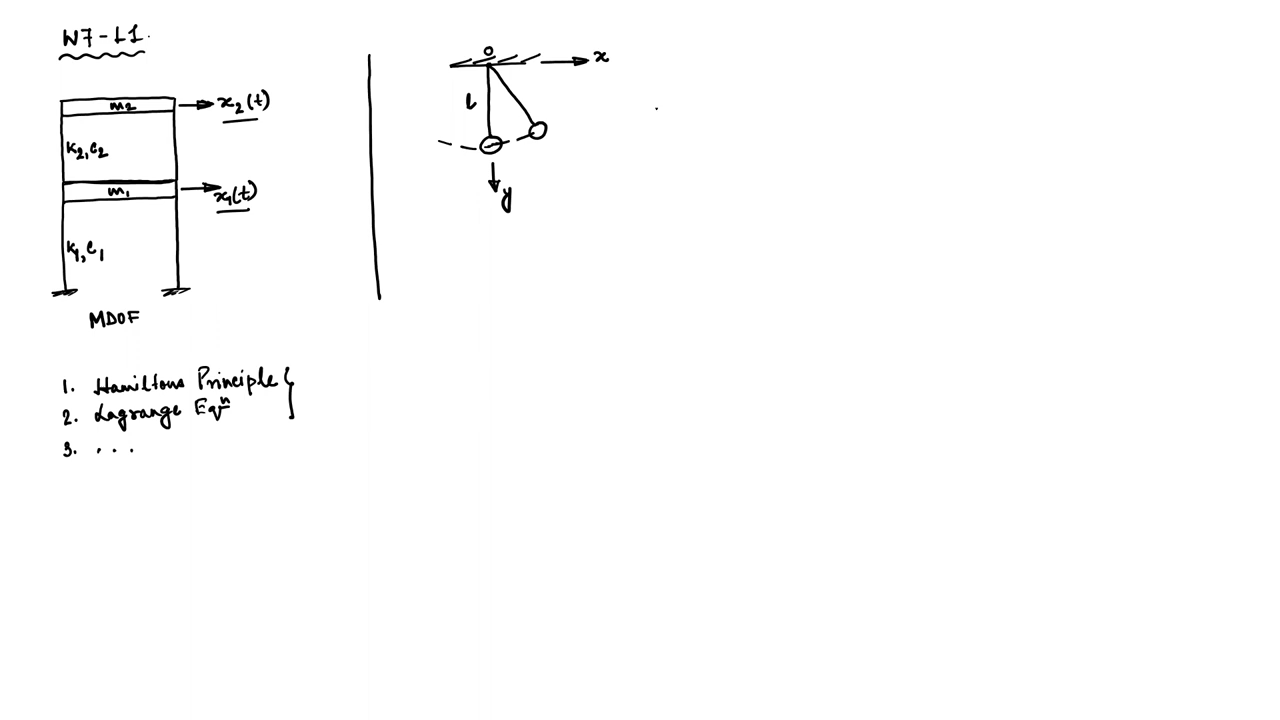 W7-L1.
m2
x2(t)
k2,c2
m1
x1(t)
k1,c1
MDOF
1. Hamiltons Principle
2. Lagrange Eqn
3. ...
o
x
l
y